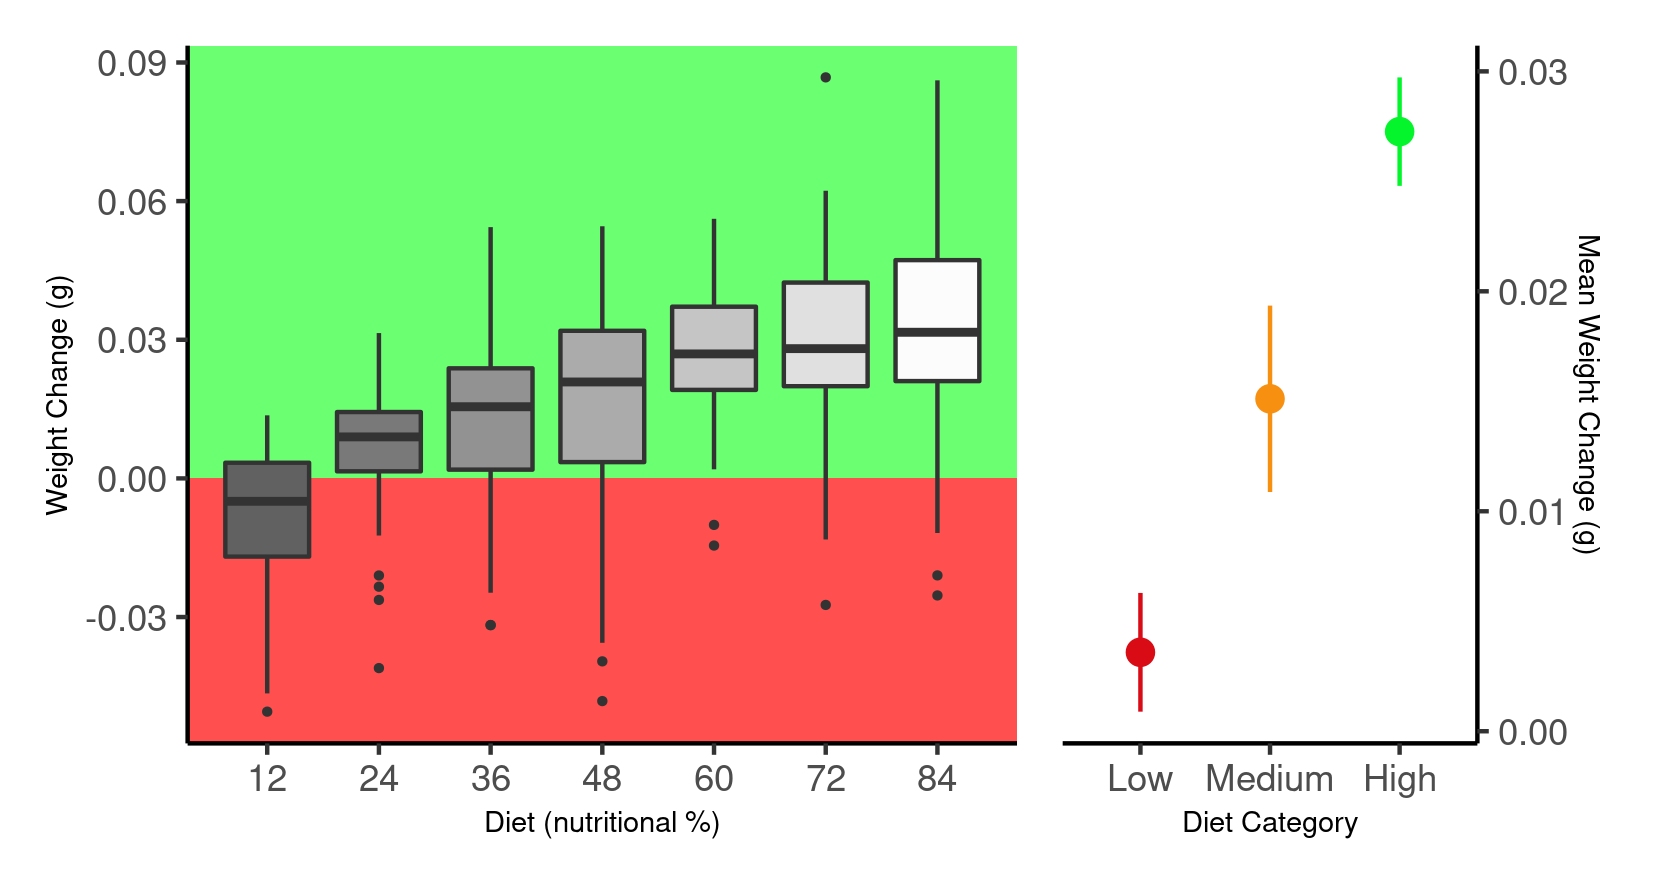 0.09
0.06
0.03
0.00
-0.03
Weight Change (g)
12 24 36 48 60 72 84
Diet (nutritional %)
0.03
0.02
0.01
0.00
Mean Weight Change (g)
Low Medium High
Diet Category